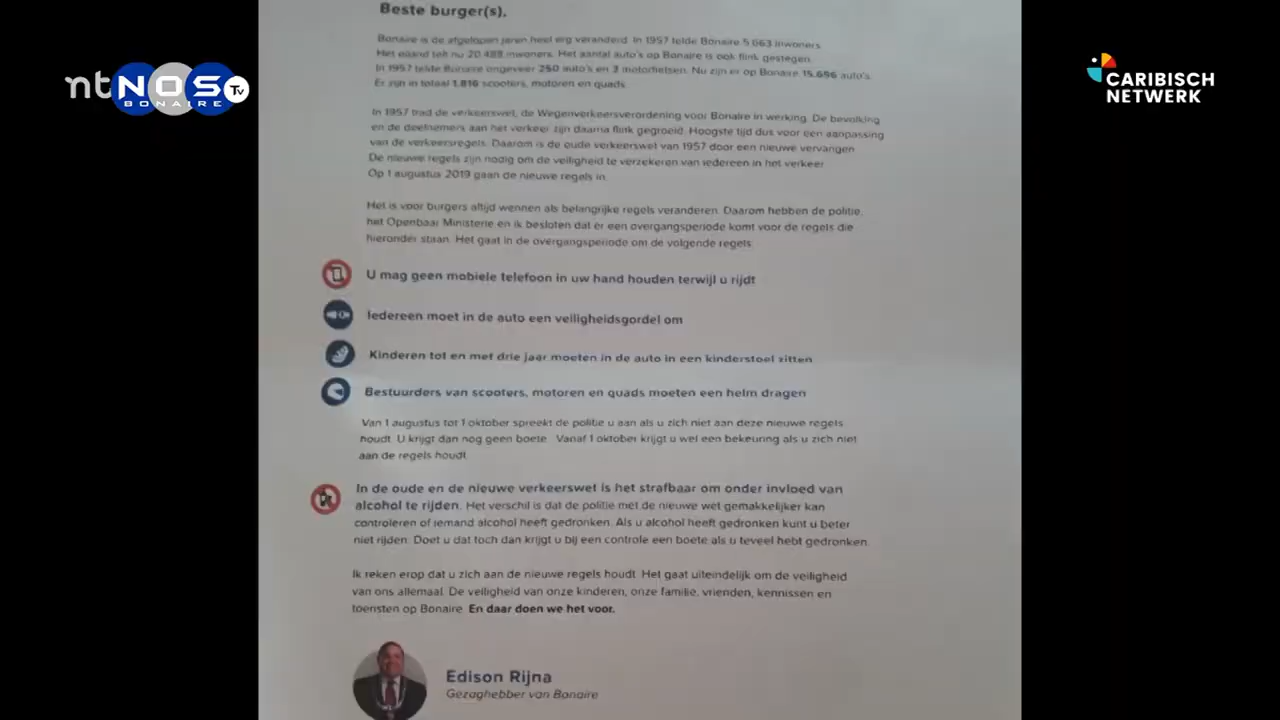 Beste burger(s),
Bonaire is de afgelopen jaren heel erg veranderd. In 1957 telde Bonaire 5.663 inwoners.
Het eiland telt nu 20.489 inwoners. Het aantal auto's op Bonaire is ook flink gestegen.
In 1957 telde Bonaire ongeveer 250 auto's en 3 motorfietsen. Nu zijn er op Bonaire 15.696 auto's.
Er zijn in totaal 1.816 scooters, motoren en quads.
In 1957 trad de verkeerswet, de Wegenverkeersverordening voor Bonaire in werking. De bevolking
en de deelnemers aan het verkeer zijn daarna flink gegroeid. Hoogste tijd dus voor een aanpassing
van de verkeersregels. Daarom is de oude verkeerswet van 1957 door een nieuwe vervangen.
De nieuwe regels zijn nodig om de veiligheid te verzekeren van iedereen in het verkeer.
Op 1 augustus 2019 gaan de nieuwe regels in.
Het is voor burgers altijd wennen als belangrijke regels veranderen. Daarom hebben de politie,
het Openbaar Ministerie en ik besloten dat er een overgangsperiode komt voor de regels die
hieronder staan. Het gaat in de overgangsperiode om de volgende regels:
U mag geen mobiele telefoon in uw hand houden terwijl u rijdt
Iedereen moet in de auto een veiligheidsgordel om
Kinderen tot en met drie jaar moeten in de auto in een kinderstoel zitten
Bestuurders van scooters, motoren en quads moeten een helm dragen
Van 1 augustus tot 1 oktober spreekt de politie u aan als u zich niet aan deze nieuwe regels
houdt. U krijgt dan nog geen boete. Vanaf 1 oktober krijgt u wel een bekeuring als u zich niet
aan de regels houdt.
In de oude en de nieuwe verkeerswet is het strafbaar om onder invloed van
alcohol te rijden. Het verschil is dat de politie met de nieuwe wet gemakkelijker kan
controleren of iemand alcohol heeft gedronken. Als u alcohol heeft gedronken kunt u beter
niet rijden. Doet u dat toch dan krijgt u bij een controle een boete als u teveel hebt gedronken.
Ik reken erop dat u zich aan de nieuwe regels houdt. Het gaat uiteindelijk om de veiligheid
van ons allemaal. De veiligheid van onze kinderen, onze familie, vrienden, kennissen en
toeristen op Bonaire. En daar doen we het voor.
Edison Rijna
Gezaghebber van Bonaire
nt NOS TV
BONAIRE
CARIBISCH
NETWERK